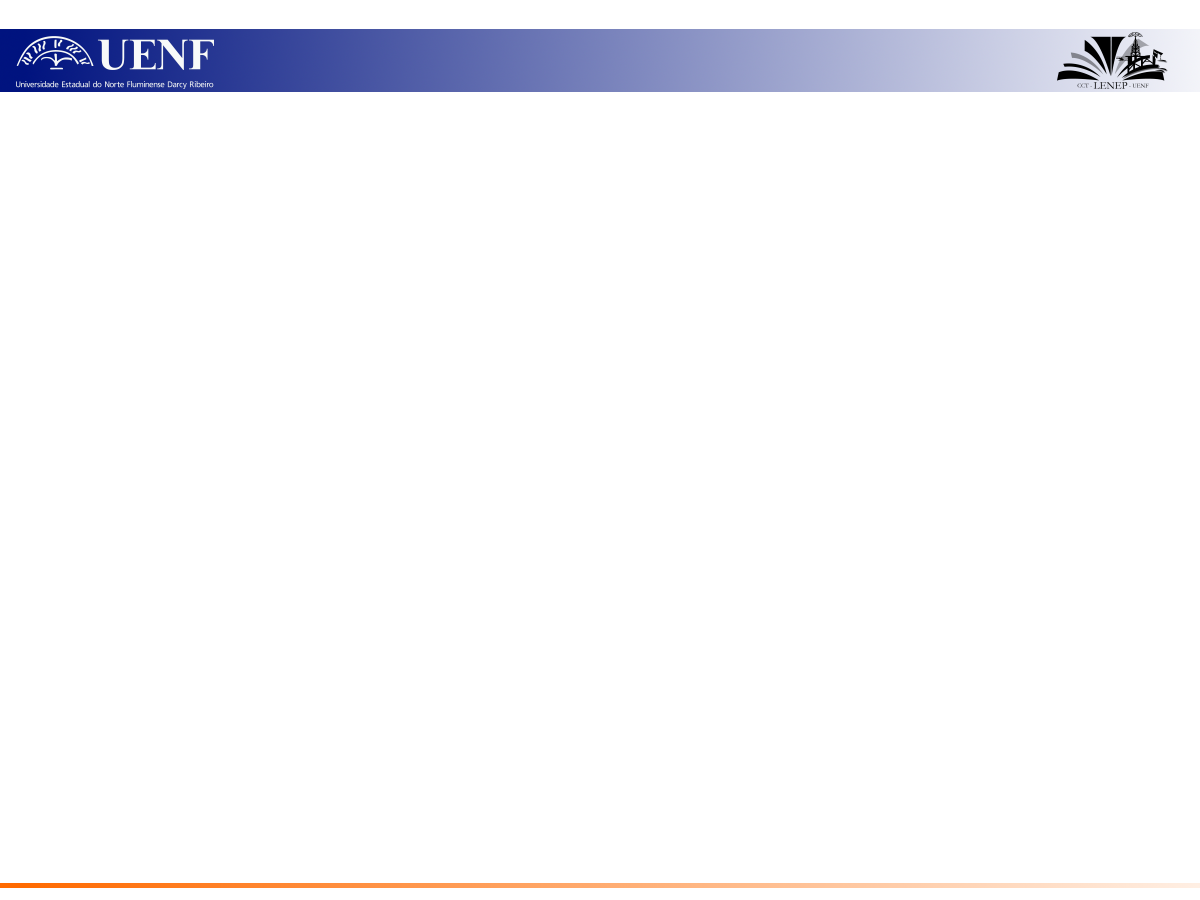 UENF
Universidade Estadual do Norte Fluminense Darcy Ribeiro
CCT - LENEP - UENF